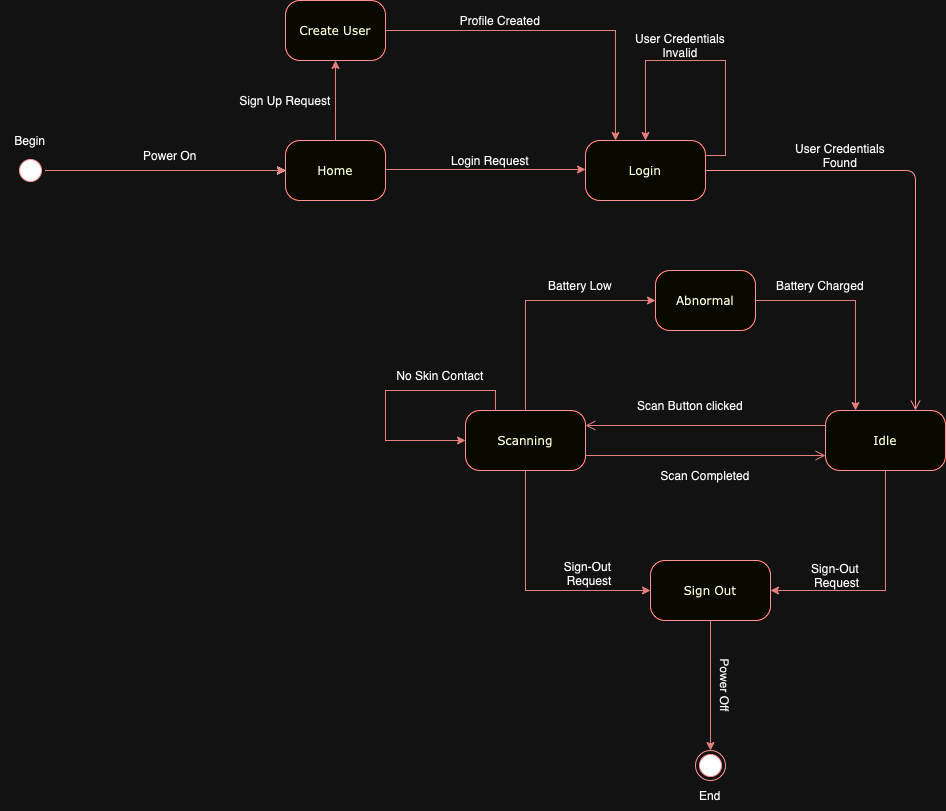 Create User
Profile Created
User Credentials
Invalid
Sign Up Request
Begin
Power On
Home
Login Request
Login
User Credentials
Found
Battery Low
Abnormal
Battery Charged
No Skin Contact
Scan Button clicked
Scanning
Idle
Scan Completed
Sign-Out
Request
Sign Out
Sign-Out
Request
Power Off
End